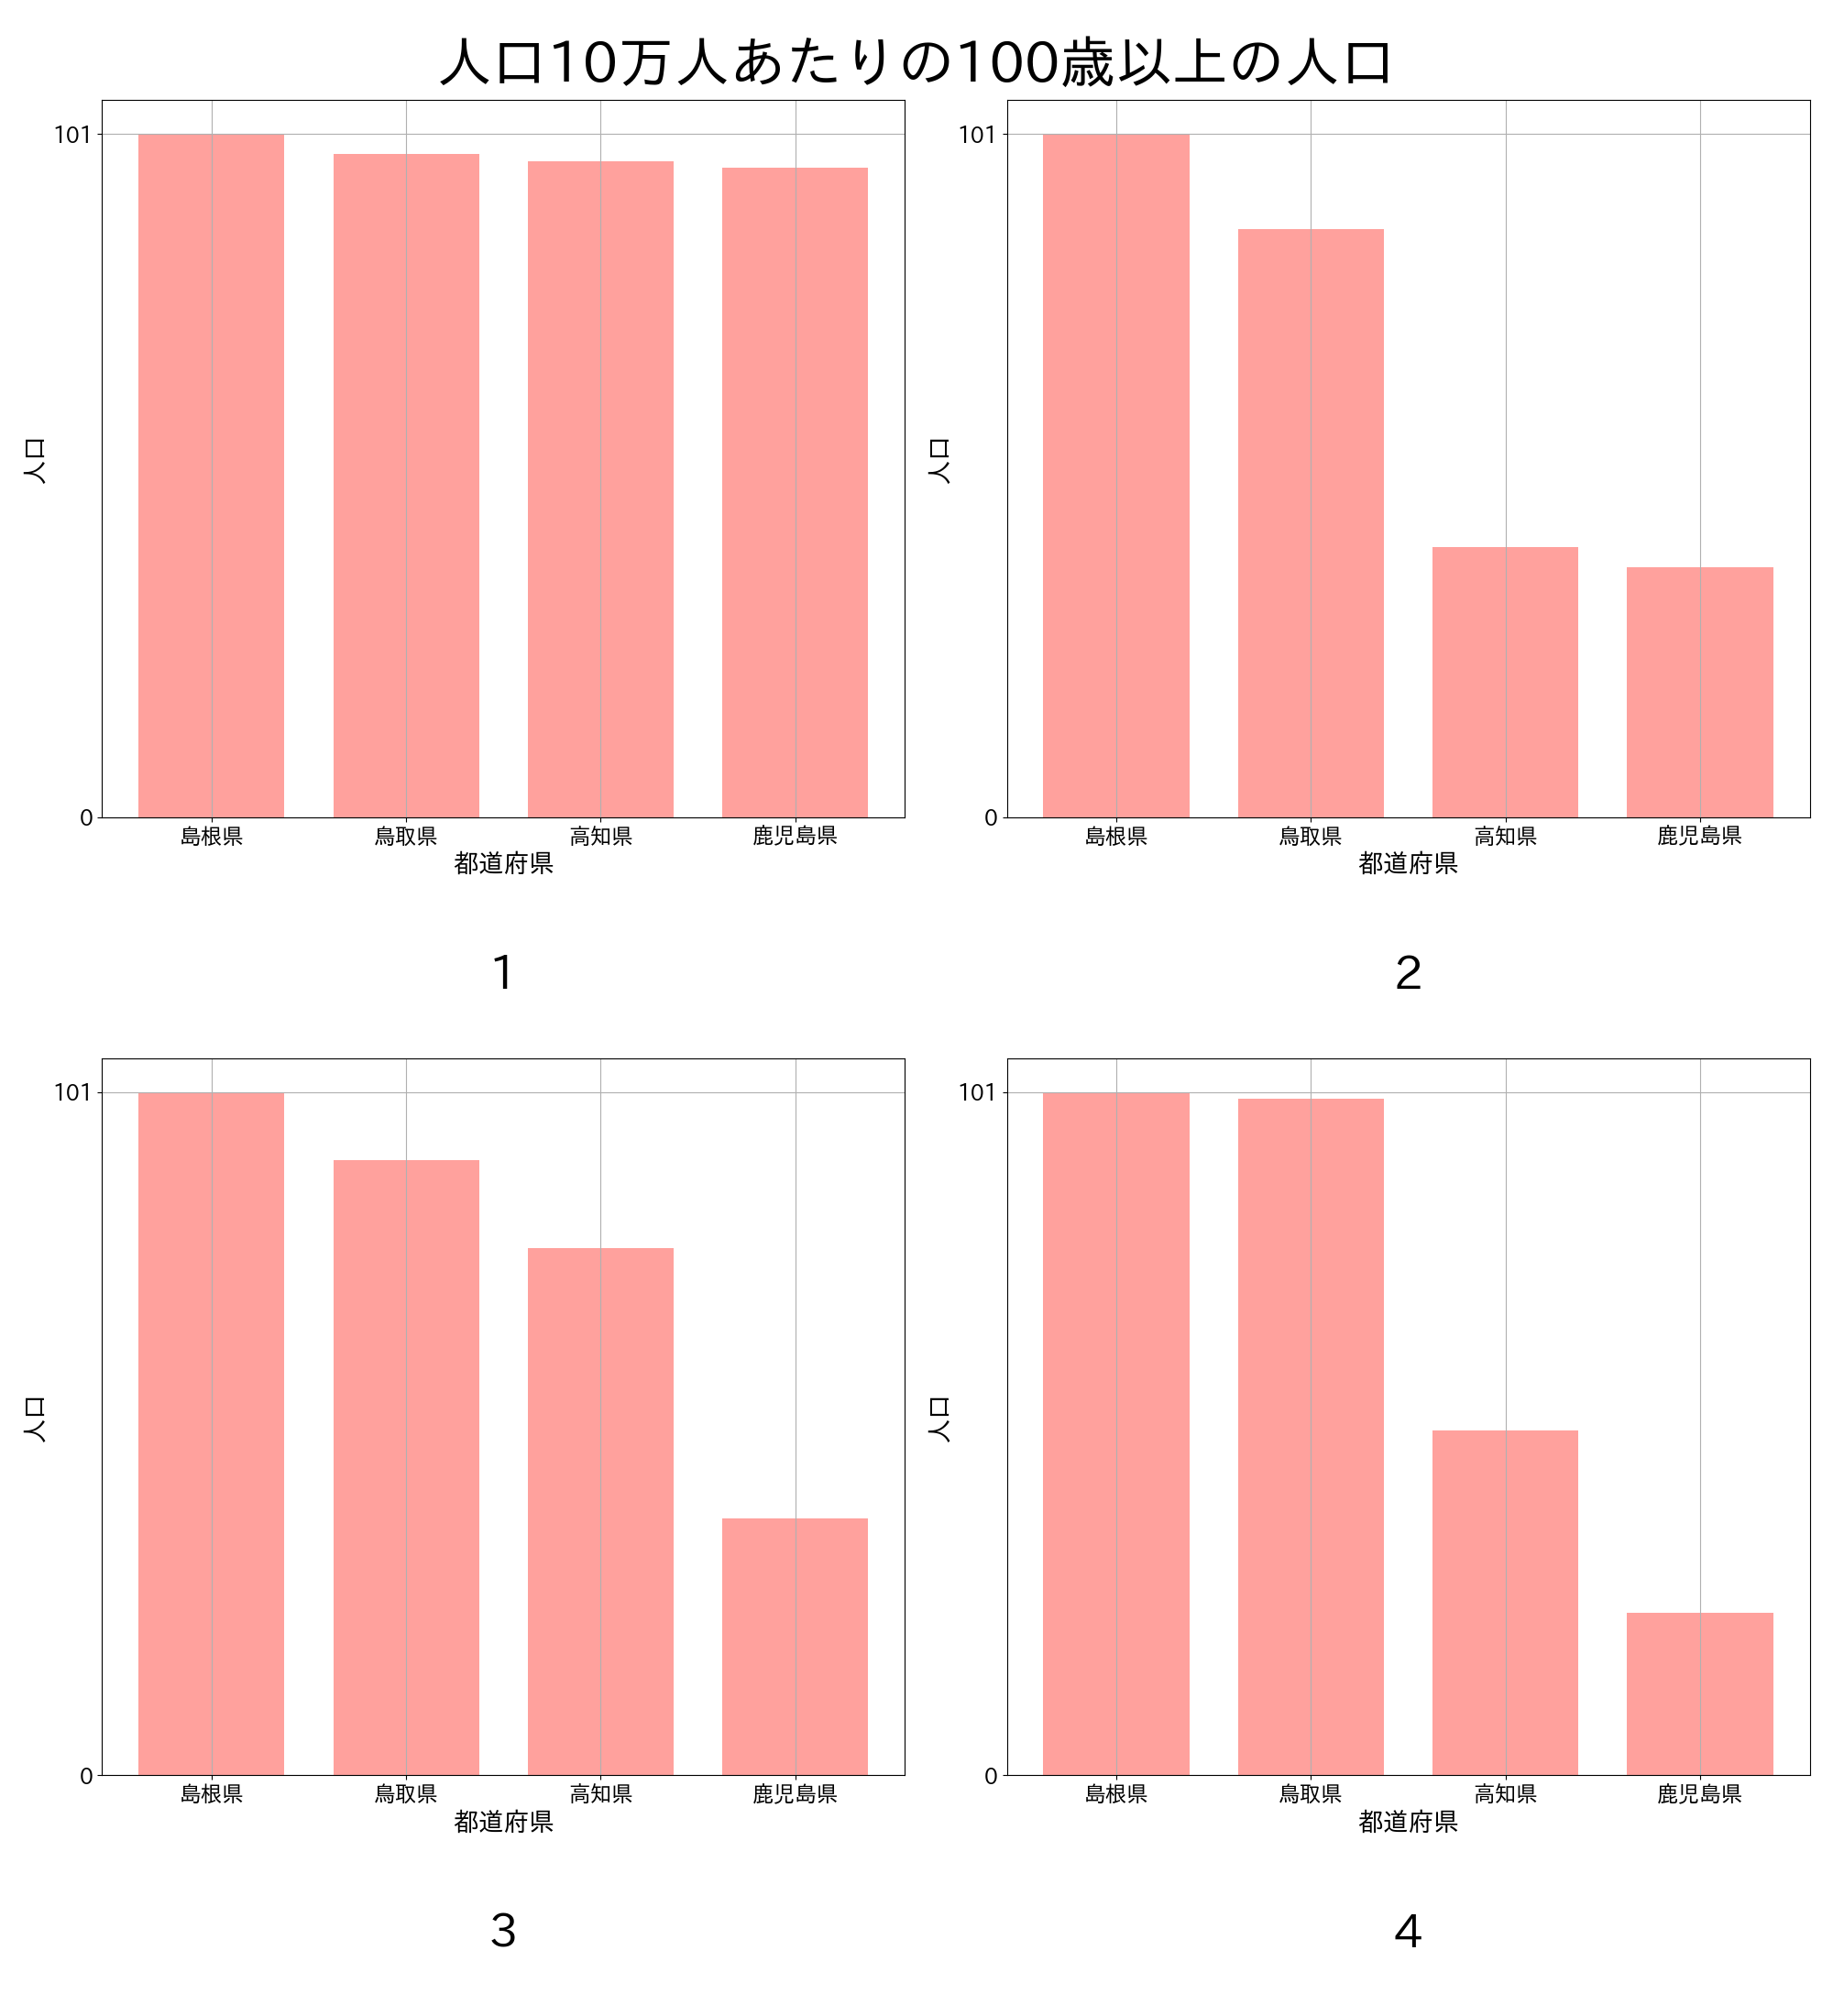 人口10万人あたりの100歳以上の人口
101
0
人口
島根県 鳥取県 高知県 鹿児島県
都道府県
1
101
0
人口
島根県 鳥取県 高知県 鹿児島県
都道府県
2
101
0
人口
島根県 鳥取県 高知県 鹿児島県
都道府県
3
101
0
人口
島根県 鳥取県 高知県 鹿児島県
都道府県
4